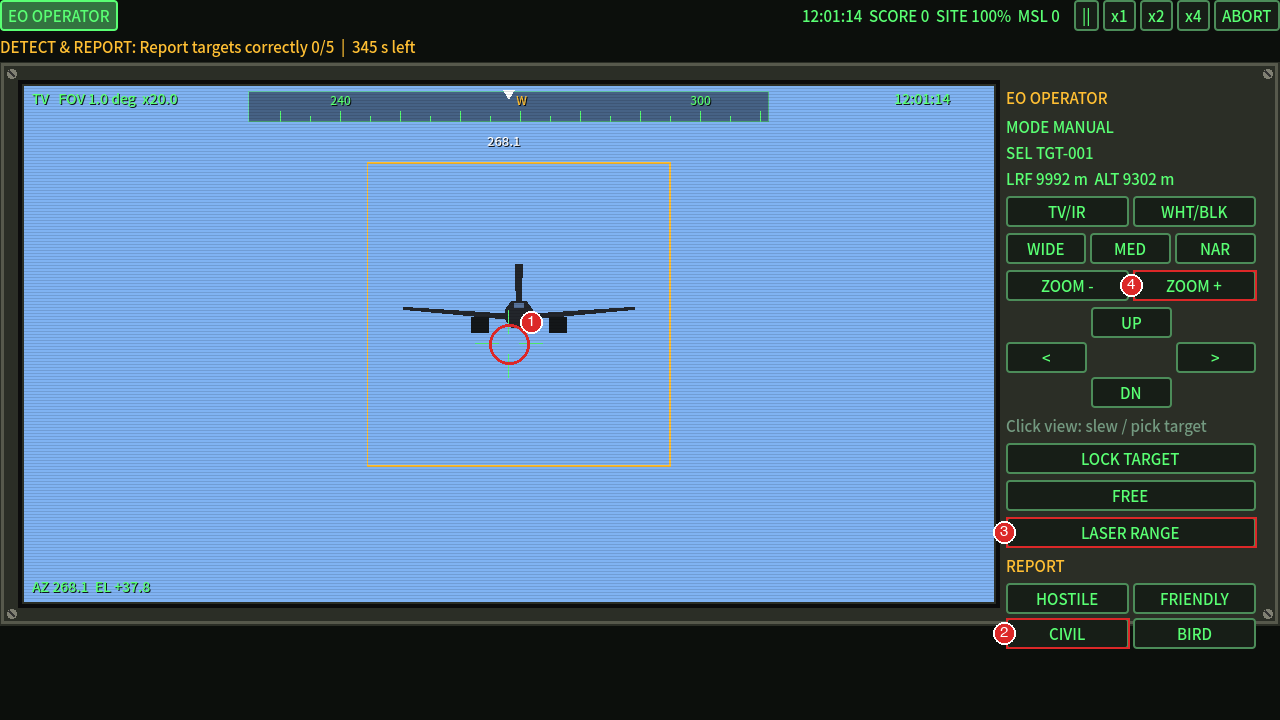 EO OPERATOR
12:01:14 SCORE 0 SITE 100% MSL 0 || x1 x2 x4 ABORT
DETECT & REPORT: Report targets correctly 0/5 | 345 s left
TV FOV 1.0 deg x20.0
240 W 300
12:01:14
268.1
1
AZ 268.1 EL +37.8
EO OPERATOR
MODE MANUAL
SEL TGT-001
LRF 9992 m ALT 9302 m
TV/IR WHT/BLK
WIDE MED NAR
ZOOM - 4 ZOOM +
UP
< >
DN
Click view: slew / pick target
LOCK TARGET
FREE
3 LASER RANGE
REPORT
HOSTILE FRIENDLY
2 CIVIL BIRD